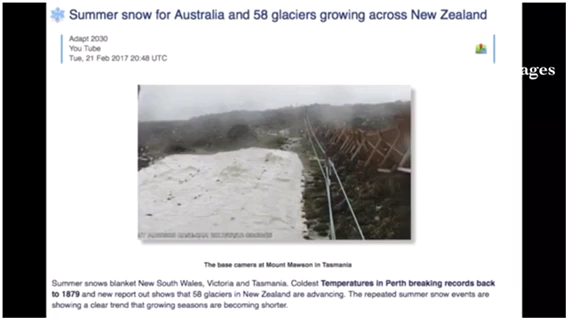 Summer snow for Australia and 58 glaciers growing across New Zealand
Adapt 2030
You Tube
Tue, 21 Feb 2017 20:48 UTC
ages
The base camera at Mount Mawson in Tasmania
Summer snows blanket New South Wales, Victoria and Tasmania. Coldest Temperatures in Perth breaking records back
to 1879 and new report out shows that 58 glaciers in New Zealand are advancing. The repeated summer snow events are
showing a clear trend that growing seasons are becoming shorter.